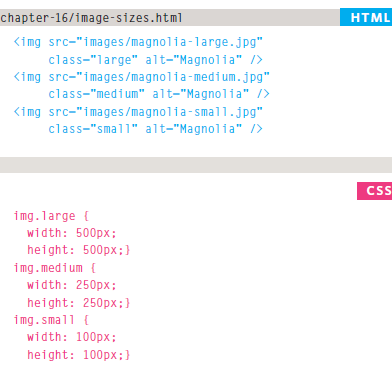 chapter-16/image-sizes.html HTML
<img src="images/magnolia-large.jpg"
class="large" alt="Magnolia" />
<img src="images/magnolia-medium.jpg"
class="medium" alt="Magnolia" />
<img src="images/magnolia-small.jpg"
class="small" alt="Magnolia" />
CSS
img.large {
width: 500px;
height: 500px;}
img.medium {
width: 250px;
height: 250px;}
img.small {
width: 100px;
height: 100px;}